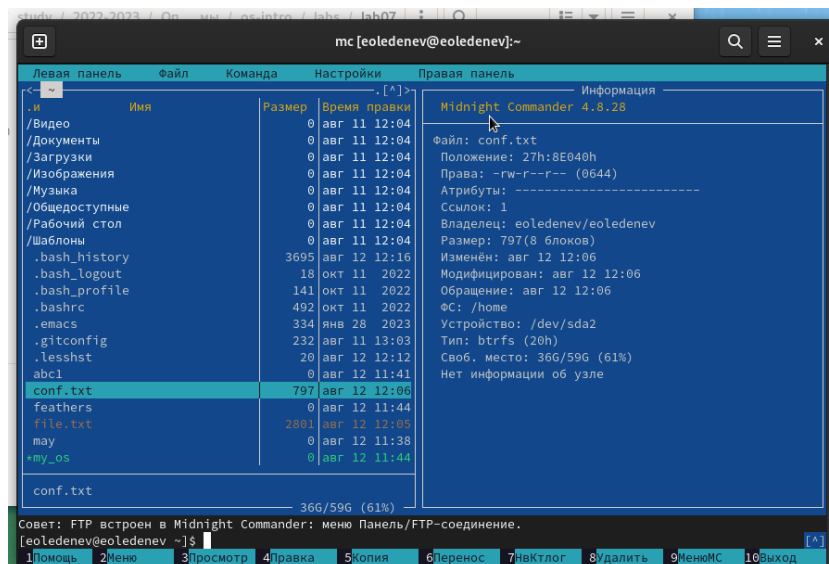 study / 2022-2023 / Оп мы / os-intro / labs / lab07
mc [eoledenev@eoledenev]:~
Левая панель Файл Команда Настройки Правая панель
<- ~ .[^]>
.и Имя Размер Время правки
/Видео 0 авг 11 12:04
/Документы 0 авг 11 12:04
/Загрузки 0 авг 11 12:04
/Изображения 0 авг 11 12:04
/Музыка 0 авг 11 12:04
/Общедоступные 0 авг 11 12:04
/Рабочий стол 0 авг 11 12:04
/Шаблоны 0 авг 11 12:04
.bash_history 3695 авг 12 12:16
.bash_logout 18 окт 11 2022
.bash_profile 141 окт 11 2022
.bashrc 492 окт 11 2022
.emacs 334 янв 28 2023
.gitconfig 232 авг 11 13:03
.lesshst 20 авг 12 12:12
abc1 0 авг 12 11:41
conf.txt 797 авг 12 12:06
feathers 0 авг 12 11:44
file.txt 2801 авг 12 12:05
may 0 авг 12 11:38
*my_os 0 авг 12 11:44
conf.txt
36G/59G (61%)
Информация
Midnight Commander 4.8.28
Файл: conf.txt
Положение: 27h:8E040h
Права: -rw-r--r-- (0644)
Атрибуты: --------------------------
Ссылок: 1
Владелец: eoledenev/eoledenev
Размер: 797(8 блоков)
Изменён: авг 12 12:06
Модифицирован: авг 12 12:06
Обращение: авг 12 12:06
ФС: /home
Устройство: /dev/sda2
Тип: btrfs (20h)
Своб. место: 36G/59G (61%)
Нет информации об узле
Совет: FTP встроен в Midnight Commander: меню Панель/FTP-соединение.
[eoledenev@eoledenev ~]$ [^]
1Помощь 2Меню 3Просмотр 4Правка 5Копия 6Перенос 7НвКтлог 8Удалить 9МенюМС 10Выход